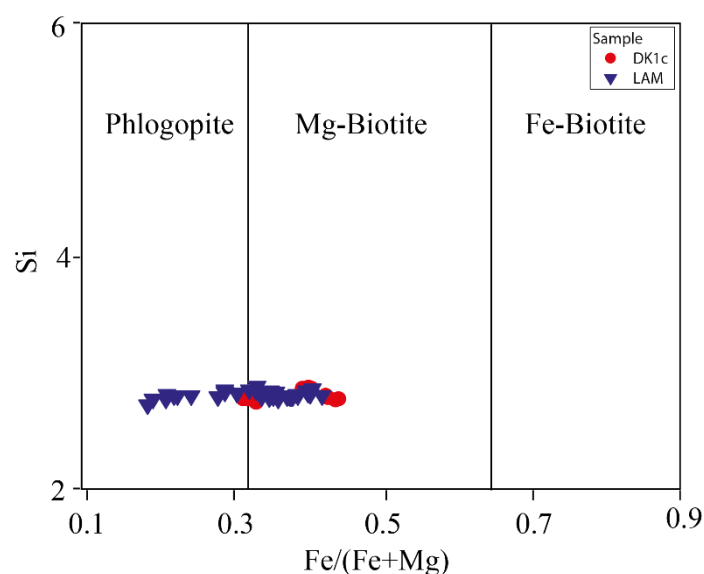 6
Sample
DK1c
LAM
Phlogopite
Mg-Biotite
Fe-Biotite
Si
4
2
0.1
0.3
0.5
0.7
0.9
Fe/(Fe+Mg)